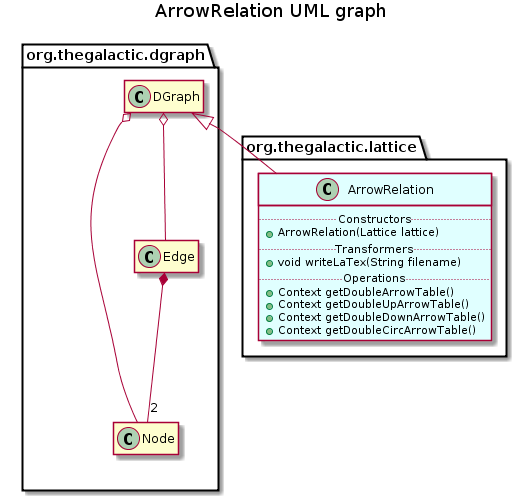 ArrowRelation UML graph
org.thegalactic.dgraph
C DGraph
org.thegalactic.lattice
C ArrowRelation
Constructors
ArrowRelation(Lattice lattice)
Transformers
void writeLaTex(String filename)
Operations
Context getDoubleArrowTable()
Context getDoubleUpArrowTable()
Context getDoubleDownArrowTable()
Context getDoubleCircArrowTable()
C Edge
2
C Node